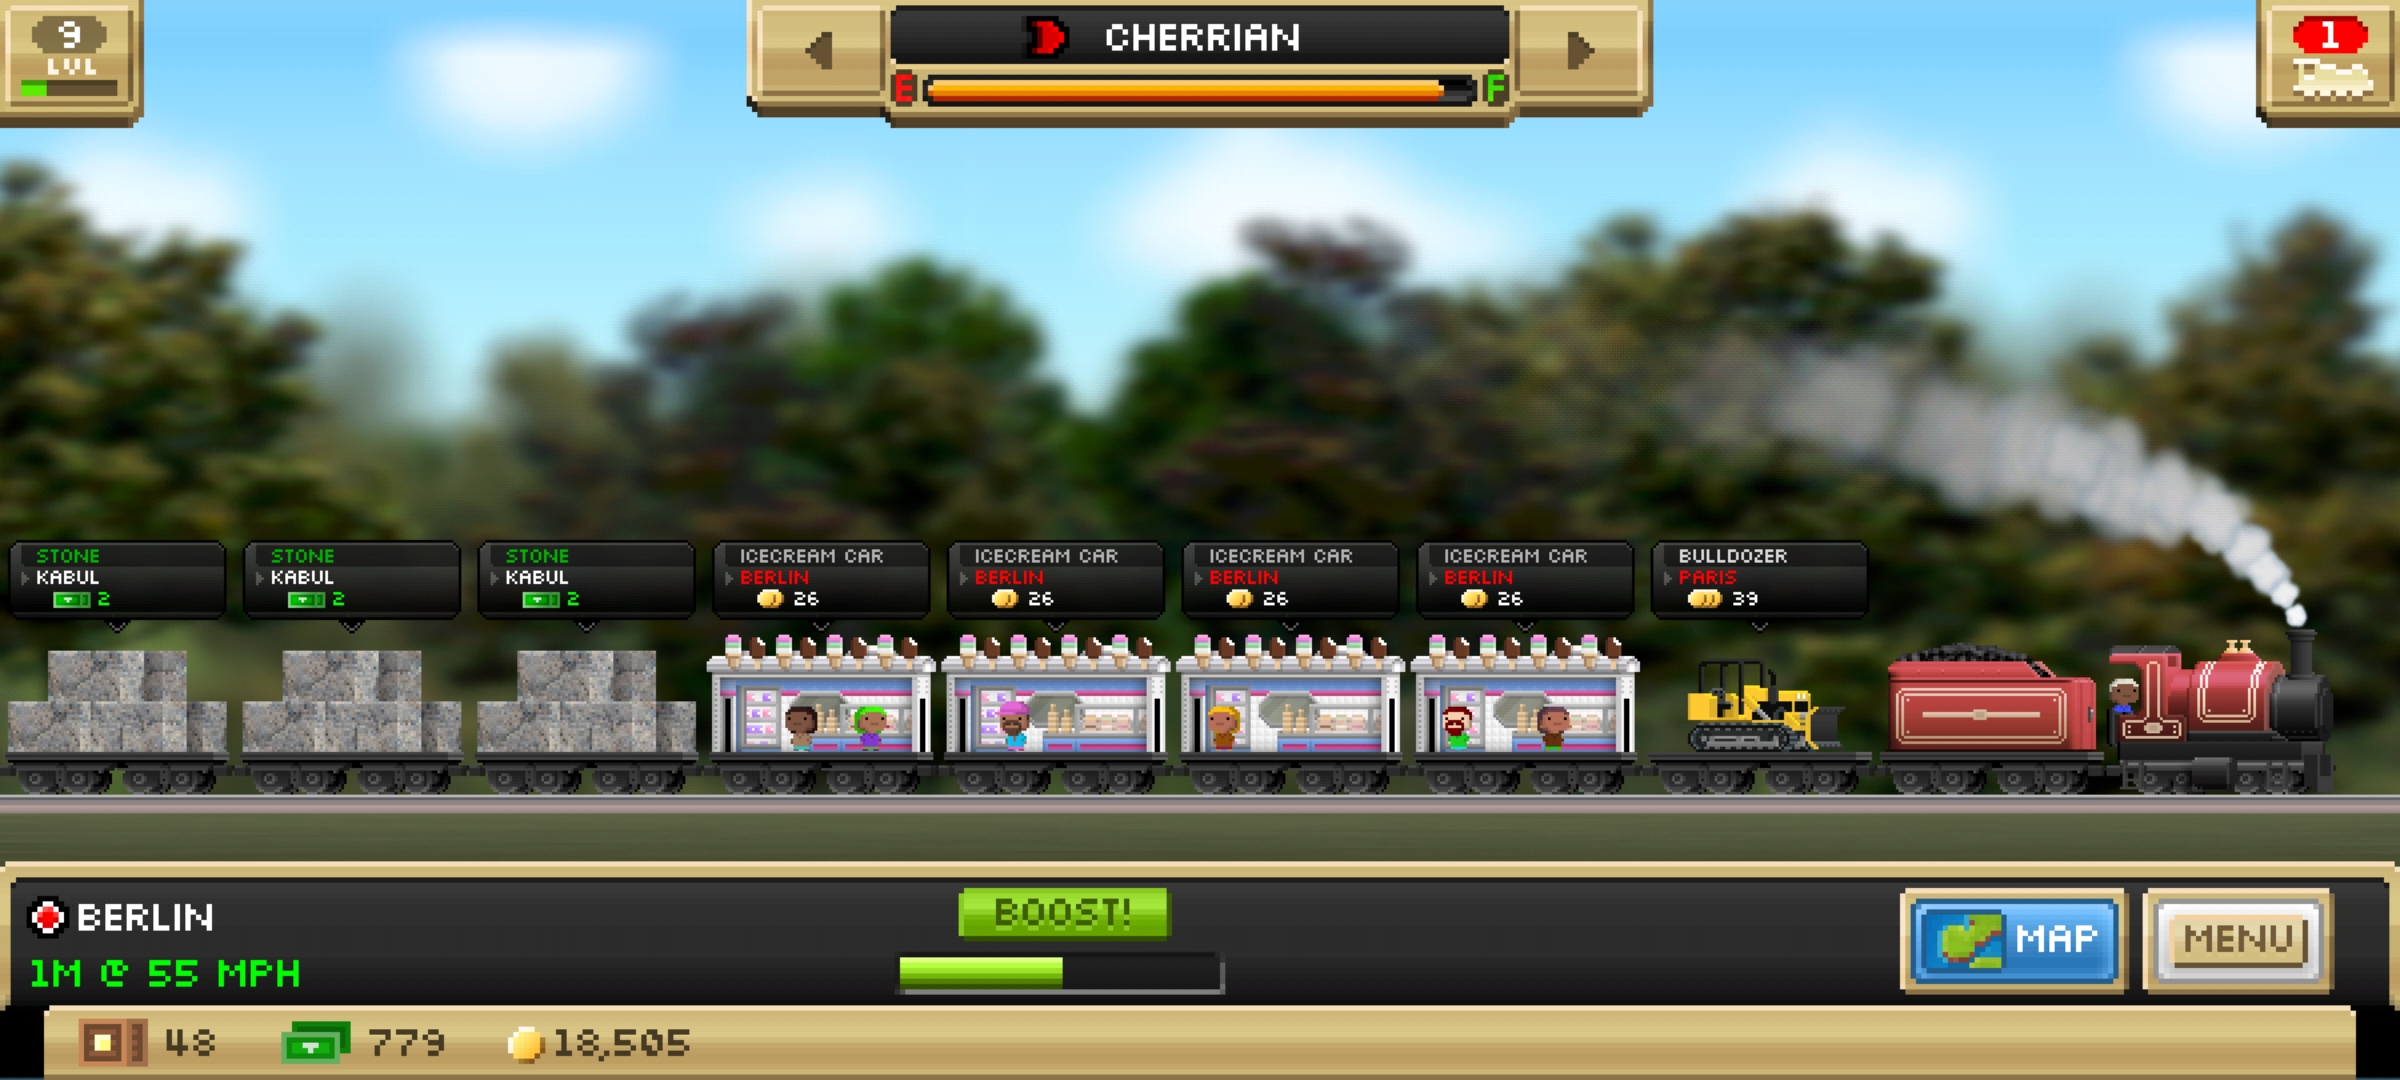 9
LVL
CHERRIAN
E
F
1
STONE
KABUL
2
STONE
KABUL
2
STONE
KABUL
2
ICECREAM CAR
BERLIN
26
ICECREAM CAR
BERLIN
26
ICECREAM CAR
BERLIN
26
ICECREAM CAR
BERLIN
26
BULLDOZER
PARIS
39
BERLIN
1M @ 55 MPH
BOOST!
MAP
MENU
48
779
18,505